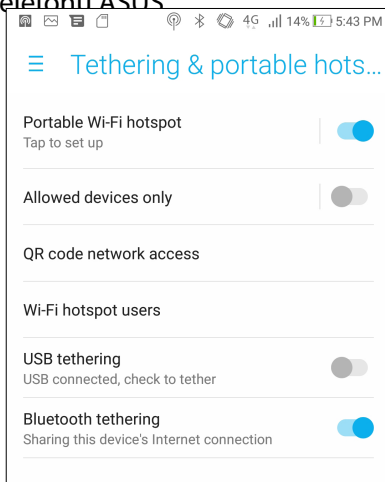 telefonu ASUS
4G 14% 5:43 PM
Tethering & portable hots...
Portable Wi-Fi hotspot
Tap to set up
Allowed devices only
QR code network access
Wi-Fi hotspot users
USB tethering
USB connected, check to tether
Bluetooth tethering
Sharing this device's Internet connection